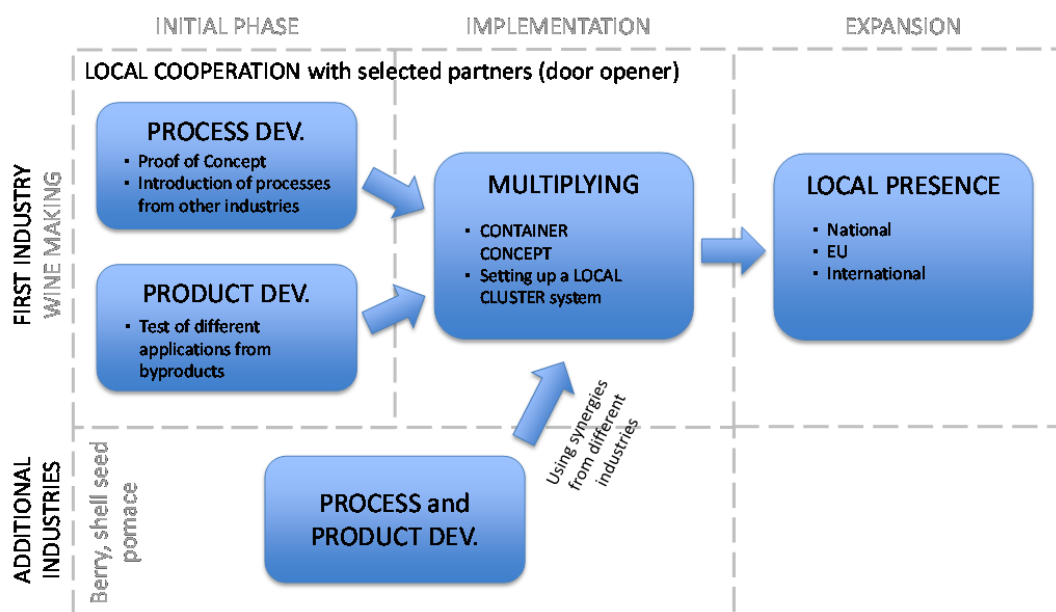 INITIAL PHASE
IMPLEMENTATION
EXPANSION
LOCAL COOPERATION with selected partners (door opener)
FIRST INDUSTRY
WINE MAKING
PROCESS DEV.
▪ Proof of Concept
▪ Introduction of processes
from other industries
PRODUCT DEV.
▪ Test of different
applications from
byproducts
MULTIPLYING
▪ CONTAINER
CONCEPT
▪ Setting up a LOCAL
CLUSTER system
LOCAL PRESENCE
▪ National
▪ EU
▪ International
ADDITIONAL
INDUSTRIES
Berry, shell seed
pomace
PROCESS and
PRODUCT DEV.
Using synergies
from different
industries